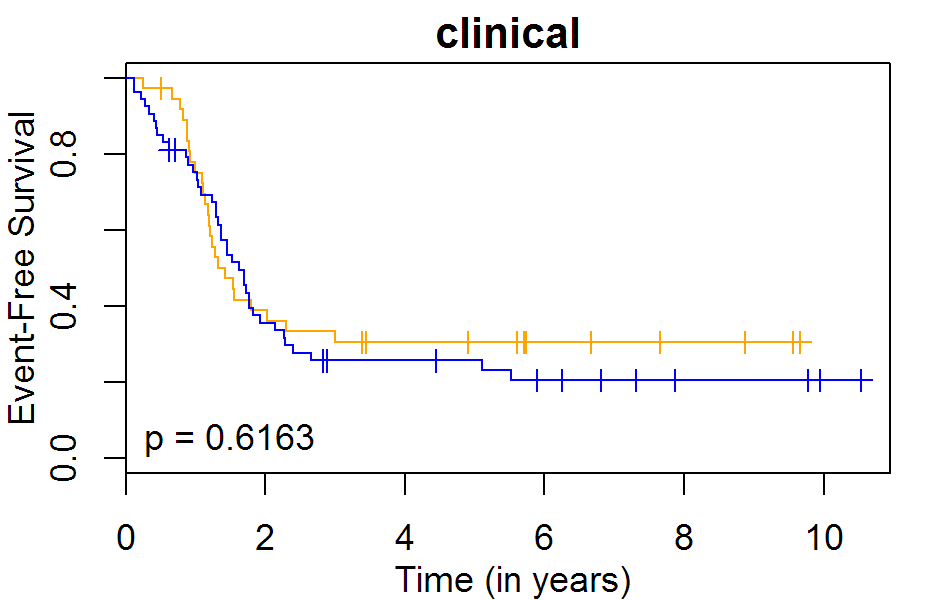 clinical
Event-Free Survival
0.8
0.4
0.0
p = 0.6163
0 2 4 6 8 10
Time (in years)